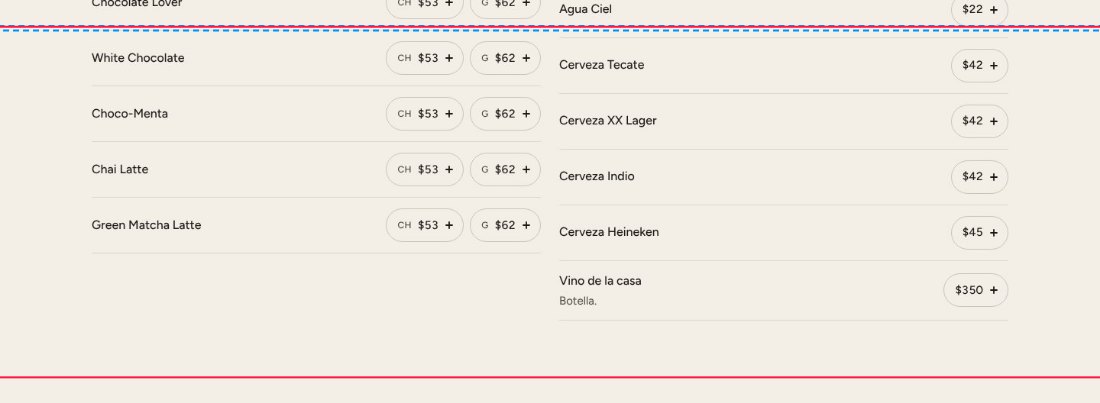 Chocolate Lover CH $53 + G $62 +
White Chocolate CH $53 + G $62 +
Choco-Menta CH $53 + G $62 +
Chai Latte CH $53 + G $62 +
Green Matcha Latte CH $53 + G $62 +
Agua Ciel $22 +
Cerveza Tecate $42 +
Cerveza XX Lager $42 +
Cerveza Indio $42 +
Cerveza Heineken $45 +
Vino de la casa $350 +
Botella.